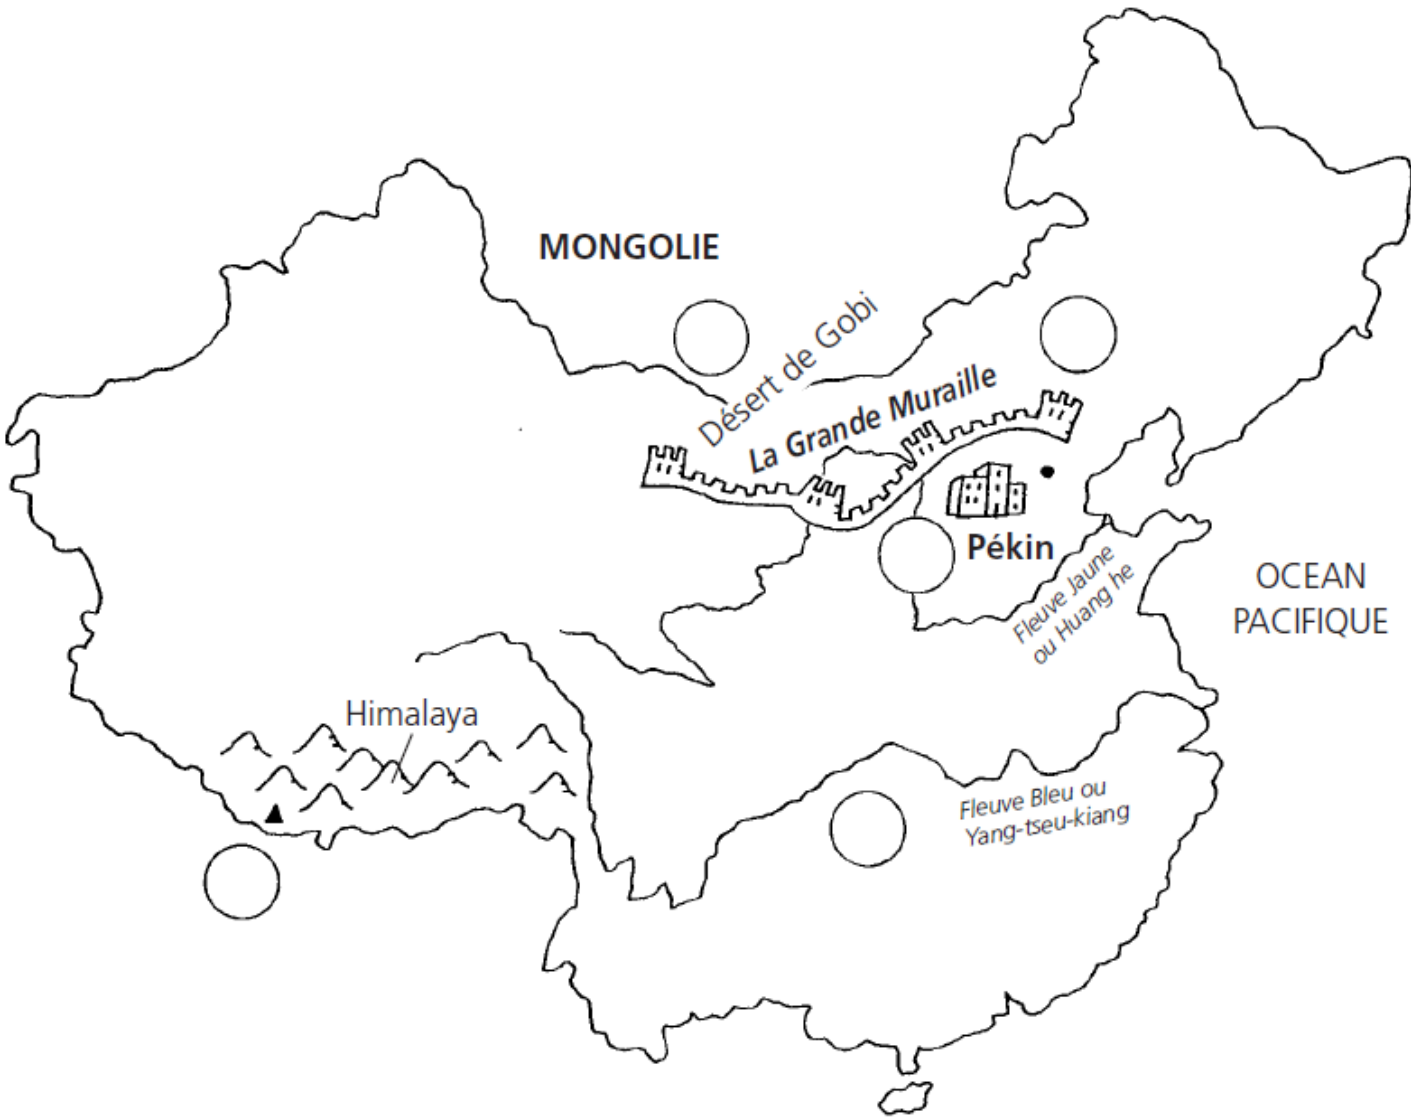 MONGOLIE
Désert de Gobi
La Grande Muraille
Pékin
Fleuve Jaune
ou Huang he
OCEAN
PACIFIQUE
Himalaya
Fleuve Bleu ou
Yang-tseu-kiang